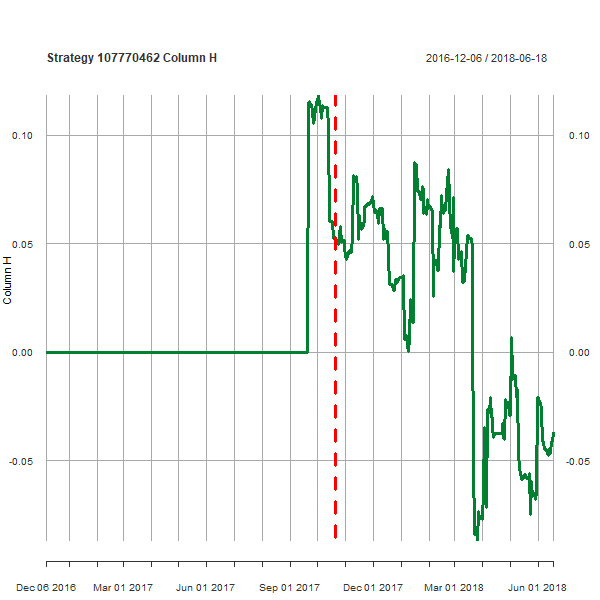 Strategy 107770462 Column H
2016-12-06 / 2018-06-18
0.10
0.10
0.05
0.05
Column H
0.00
0.00
-0.05
-0.05
Dec 06 2016
Mar 01 2017
Jun 01 2017
Sep 01 2017
Dec 01 2017
Mar 01 2018
Jun 01 2018